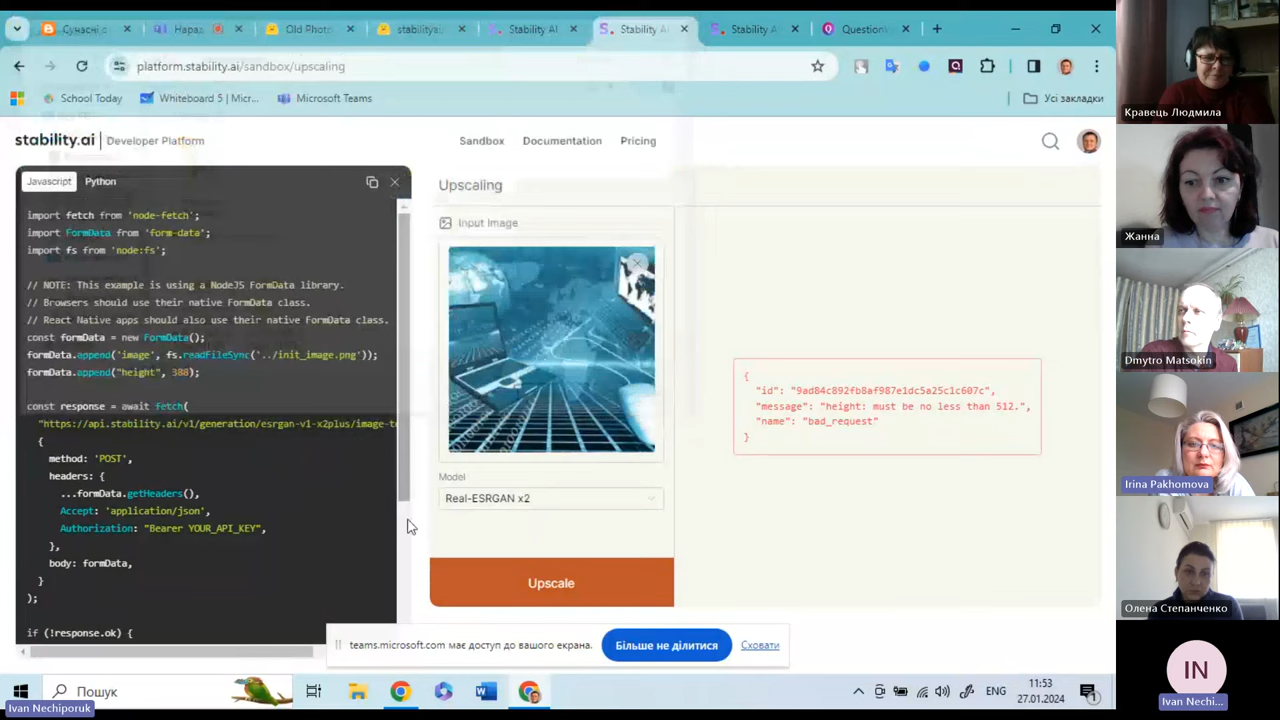 Сучасні
Нарад
Old Photo
stabilityai
Stability AI
Stability AI
Stability A
Question
platform.stability.ai/sandbox/upscaling
School Today
Whiteboard 5 | Micr...
Microsoft Teams
Усі закладки
stability.ai
Developer Platform
Sandbox
Documentation
Pricing
Javascript
Python
import fetch from 'node-fetch';
import FormData from 'form-data';
import fs from 'node:fs';
// NOTE: This example is using a NodeJS FormData library.
// Browsers should use their native FormData class.
// React Native apps should also use their native FormData class.
const formData = new FormData();
formData.append('image', fs.readFileSync('../init_image.png'));
formData.append("height", 388);
const response = await fetch(
"https://api.stability.ai/v1/generation/esrgan-v1-x2plus/image-to
{
method: 'POST',
headers: {
...formData.getHeaders(),
Accept: 'application/json',
Authorization: "Bearer YOUR_API_KEY",
},
body: formData,
}
);
if (!response.ok) {
Upscaling
Input Image
Model
Real-ESRGAN x2
Upscale
{
"id": "9ad84c892fb8af987e1dc5a25c1c607c",
"message": "height: must be no less than 512.",
"name": "bad_request"
}
teams.microsoft.com має доступ до вашого екрана.
Більше не ділитися
Сховати
Пошук
ENG
11:53
27.01.2024
1
Ivan Nechiporuk
Кравець Людмила
Жанна
Dmytro Matsokin
Irina Pakhomova
Олена Степанченко
IN
Ivan Nechi...